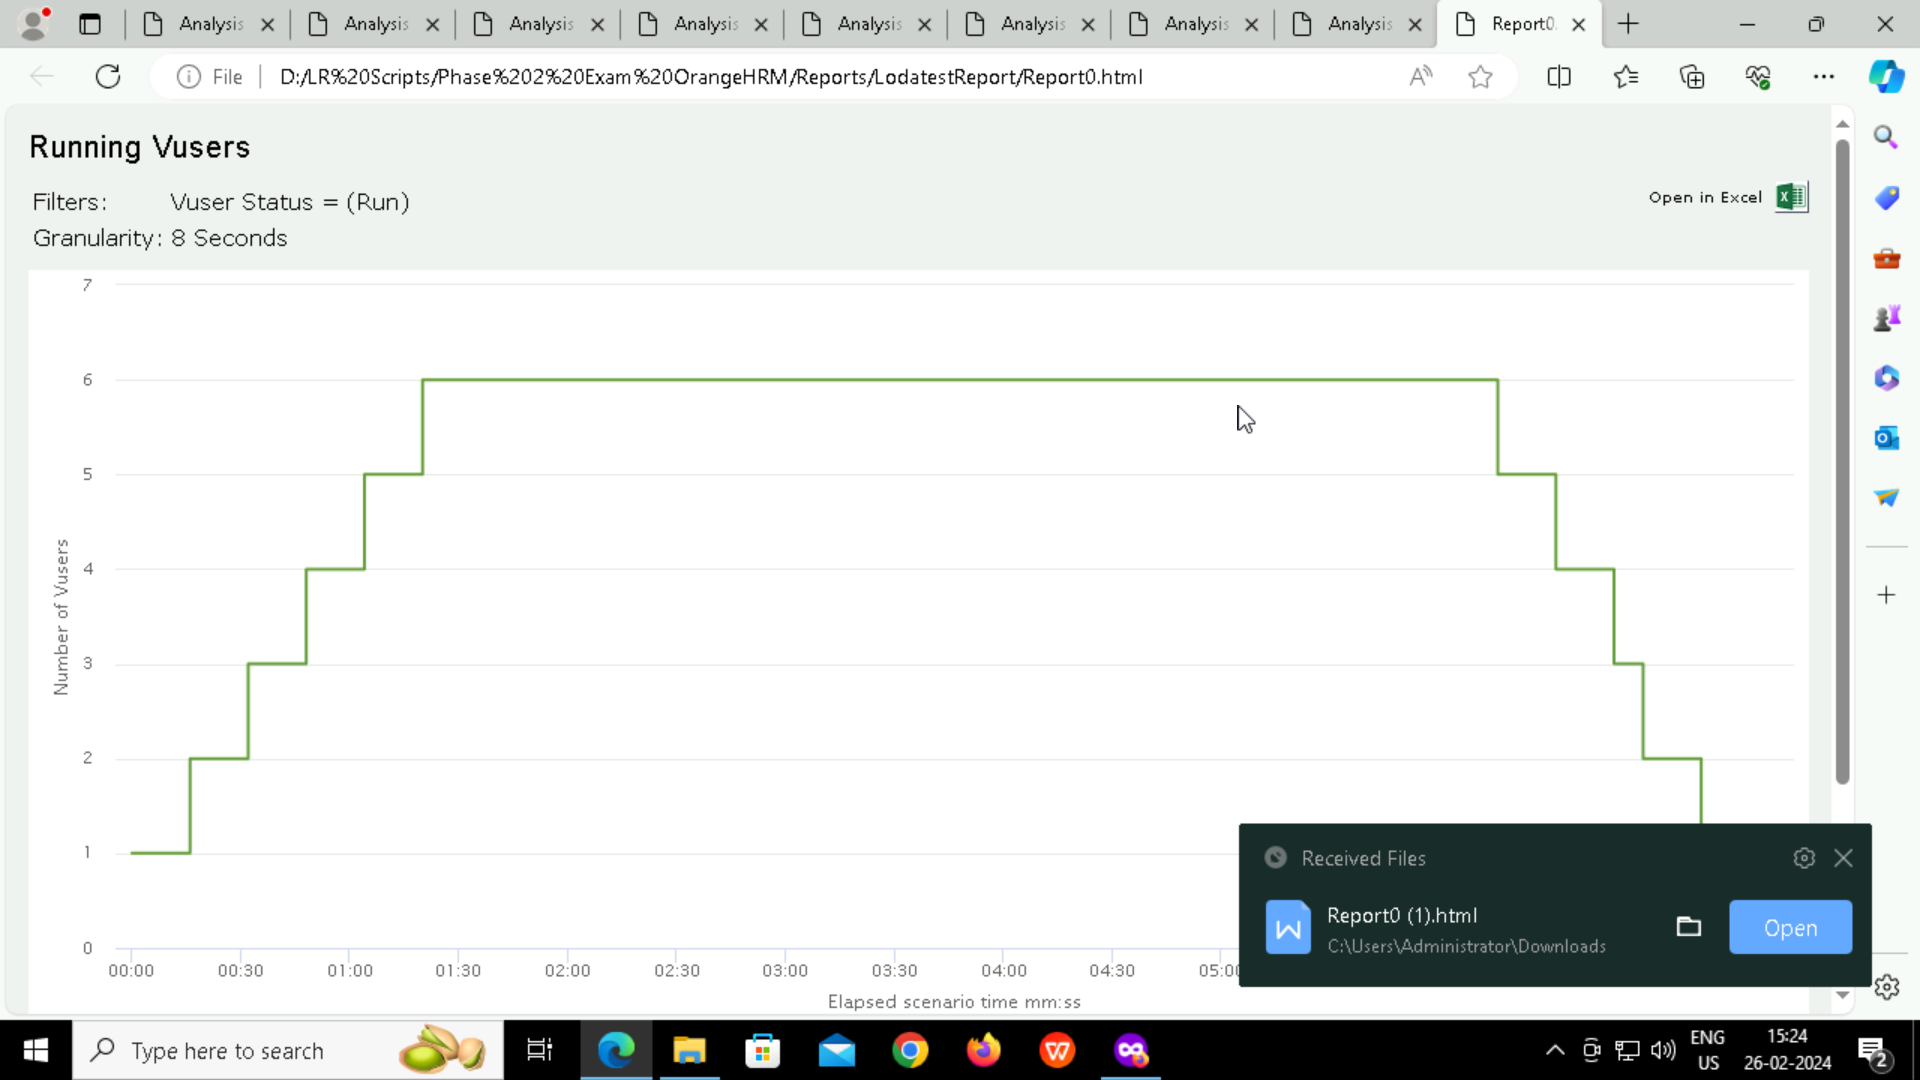 Analysis Analysis Analysis Analysis Analysis Analysis Analysis Analysis Report0.
File D:/LR%20Scripts/Phase%202%20Exam%20OrangeHRM/Reports/LodatestReport/Report0.html
Running Vusers
Filters: Vuser Status = (Run)
Open in Excel
Granularity: 8 Seconds
7
6
5
4
3
2
1
0
Number of Vusers
00:00 00:30 01:00 01:30 02:00 02:30 03:00 03:30 04:00 04:30 05:00
Elapsed scenario time mm:ss
Received Files
Report0 (1).html
C:\Users\Administrator\Downloads
Open
Type here to search
ENG
US
15:24
26-02-2024
2